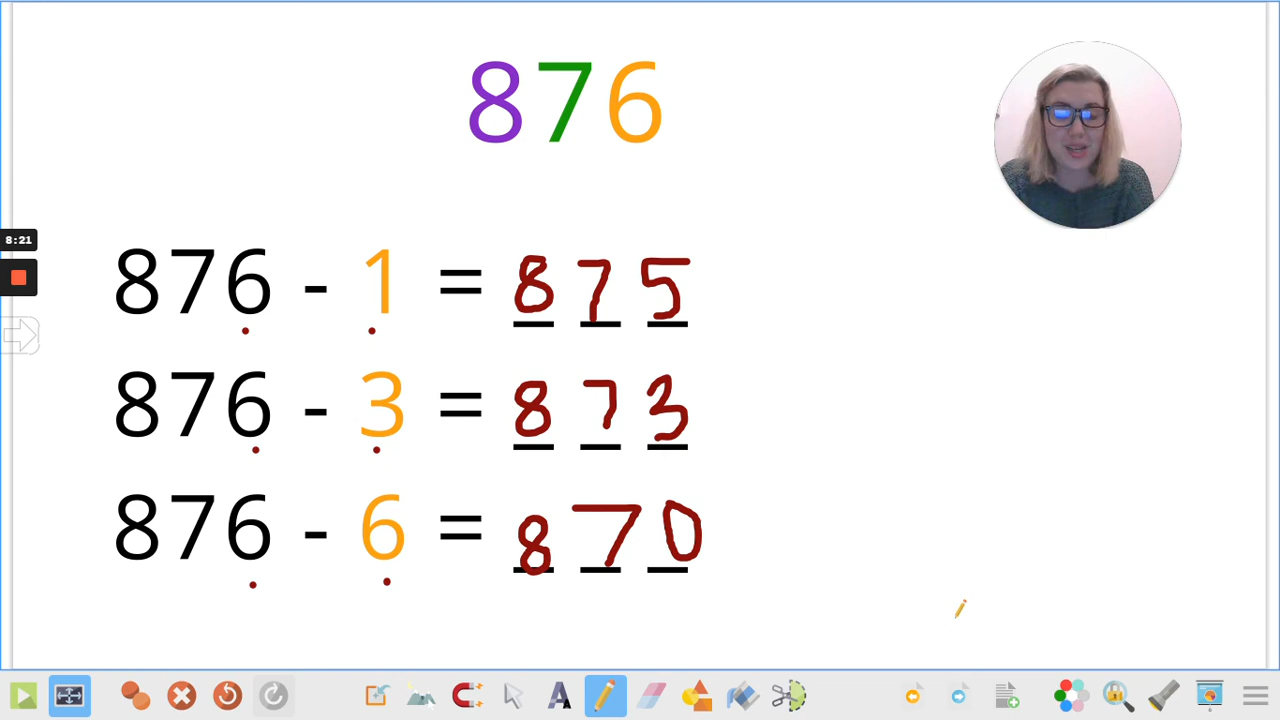 876
8:21
876 - 1 = 875
876 - 3 = 873
876 - 6 = 870